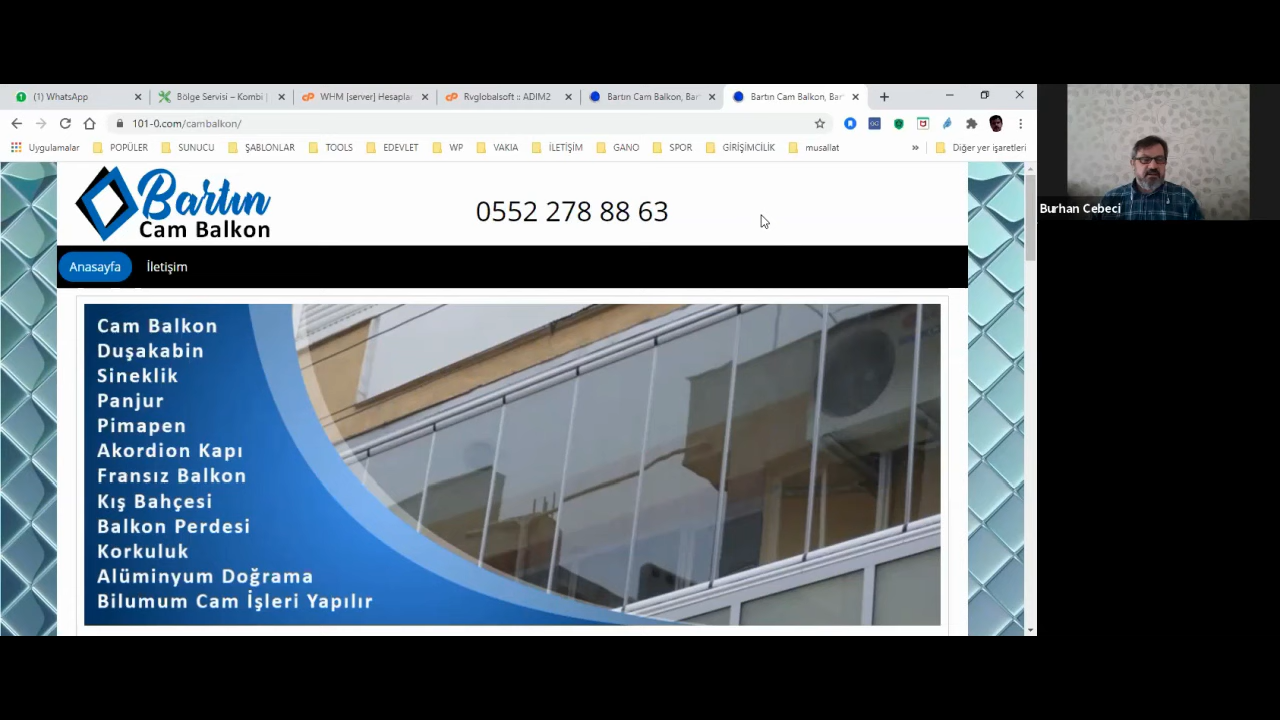 (1) WhatsApp
Bölge Servisi – Kombi
WHM [server] Hesapla
Rvglobalsoft :: ADIM2
Bartın Cam Balkon, Bar
Bartın Cam Balkon, Bar
101-0.com/cambalkon/
Uygulamalar
POPÜLER
SUNUCU
ŞABLONLAR
TOOLS
EDEVLET
WP
VAKIA
İLETİŞİM
GANO
SPOR
GİRİŞİMCİLİK
musallat
»
Diğer yer işaretleri
Bartın
Cam Balkon
0552 278 88 63
Anasayfa
İletişim
Cam Balkon
Duşakabin
Sineklik
Panjur
Pimapen
Akordion Kapı
Fransız Balkon
Kış Bahçesi
Balkon Perdesi
Korkuluk
Alüminyum Doğrama
Bilumum Cam İşleri Yapılır
Burhan Cebeci